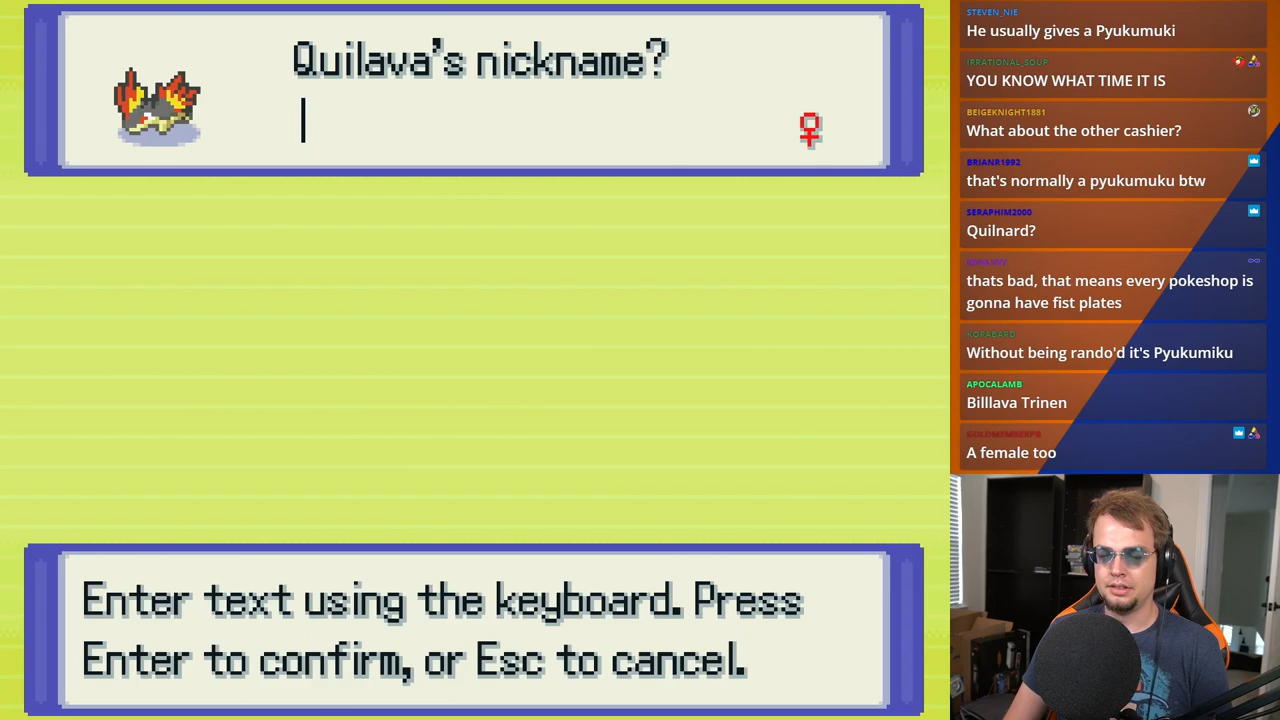 Quilava's nickname?
Enter text using the keyboard. Press
Enter to confirm, or Esc to cancel.
STEVEN_NIE
He usually gives a Pyukumuki
IRRATIONAL_SOUP
YOU KNOW WHAT TIME IT IS
BEIGEKNIGHT1881
What about the other cashier?
BRIANR1992
that's normally a pyukumuku btw
SERAPHIM2000
Quilnard?
thats bad, that means every pokeshop is
gonna have fist plates
KOPABARD
Without being rando'd it's Pyukumiku
APOCALAMB
Billlava Trinen
A female too